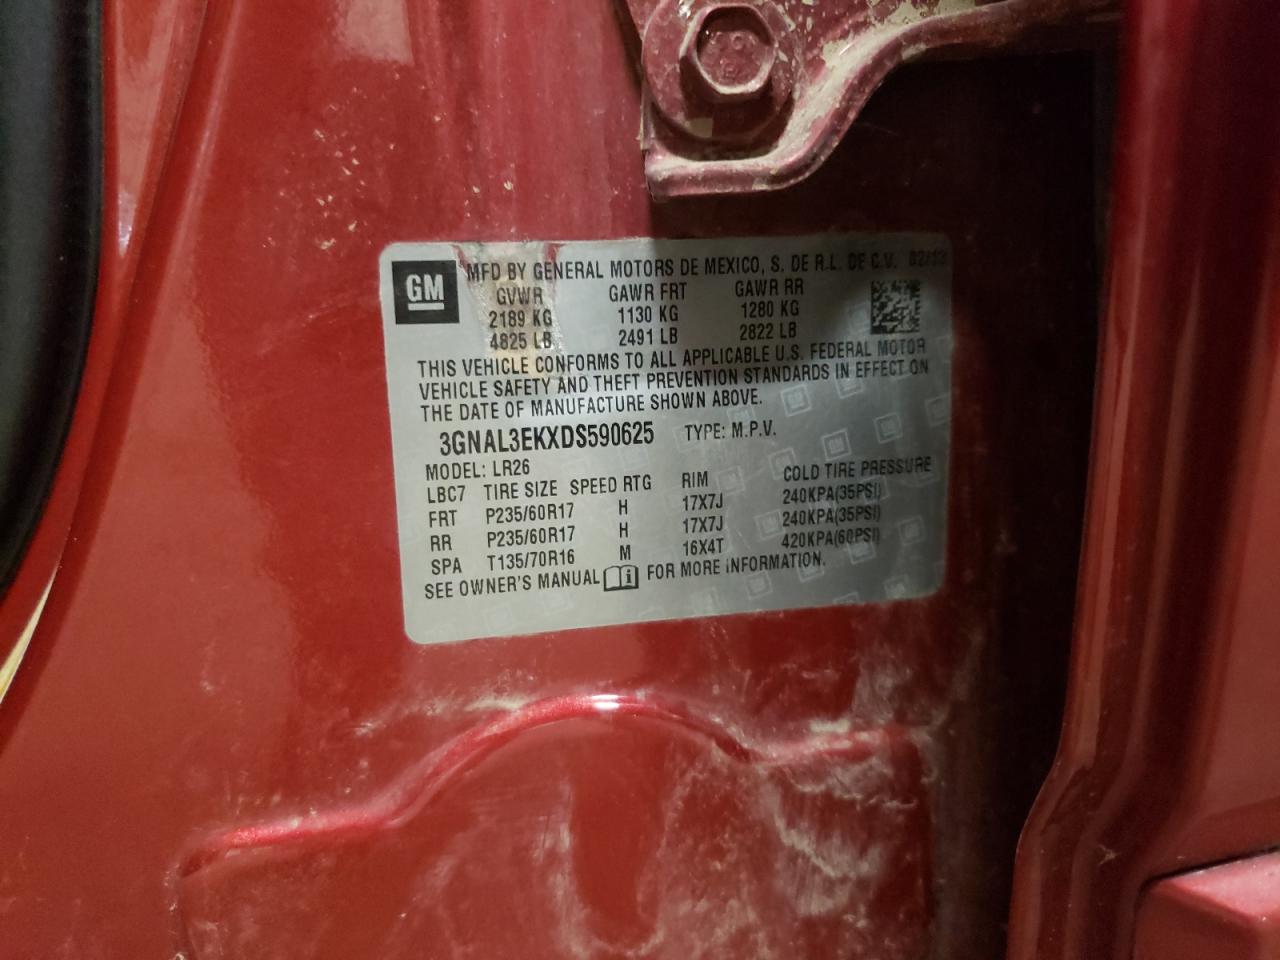 GM
MFD BY GENERAL MOTORS DE MEXICO, S. DE R.L. DE C.V. 02/13
GVWR GAWR FRT GAWR RR
2189 KG 1130 KG 1280 KG
4825 LB 2491 LB 2822 LB
THIS VEHICLE CONFORMS TO ALL APPLICABLE U.S. FEDERAL MOTOR
VEHICLE SAFETY AND THEFT PREVENTION STANDARDS IN EFFECT ON
THE DATE OF MANUFACTURE SHOWN ABOVE.
3GNAL3EKXDS590625 TYPE: M.P.V.
MODEL: LR26
LBC7 TIRE SIZE SPEED RTG RIM COLD TIRE PRESSURE
FRT P235/60R17 H 17X7J 240KPA(35PSI)
RR P235/60R17 H 17X7J 240KPA(35PSI)
SPA T135/70R16 M 16X4T 420KPA(60PSI)
SEE OWNER'S MANUAL FOR MORE INFORMATION.